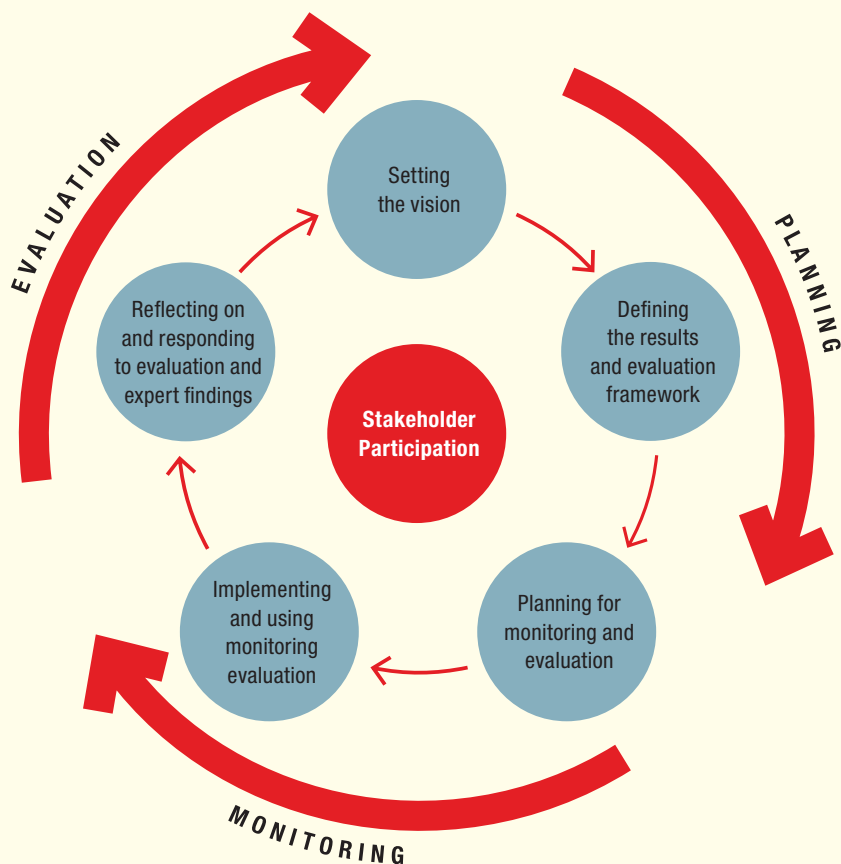 EVALUATION
PLANNING
MONITORING
Setting
the vision
Defining
the results
and evaluation
framework
Planning for
monitoring and
evaluation
Implementing
and using
monitoring
evaluation
Reflecting on
and responding
to evaluation and
expert findings
Stakeholder
Participation